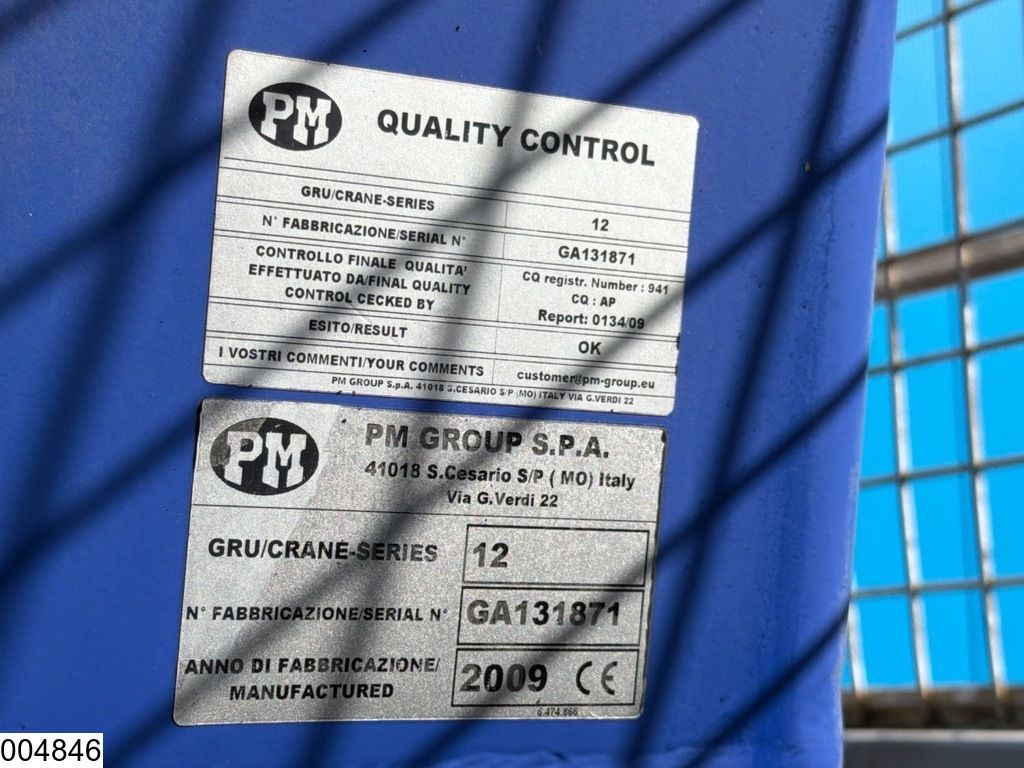 PM QUALITY CONTROL
GRU/CRANE-SERIES 12
N° FABBRICAZIONE/SERIAL N° GA131871
CONTROLLO FINALE QUALITA' EFFETTUATO DA/FINAL QUALITY CONTROL CECKED BY
CQ registr. Number : 941
CQ : AP
Report: 0134/09
ESITO/RESULT OK
I VOSTRI COMMENTI/YOUR COMMENTS customer@pm-group.eu
PM GROUP S.p.A. 41018 S.CESARIO S/P (MO) ITALY VIA G.VERDI 22
PM PM GROUP S.P.A.
41018 S.Cesario S/P ( MO) Italy
Via G.Verdi 22
GRU/CRANE-SERIES 12
N° FABBRICAZIONE/SERIAL N° GA131871
ANNO DI FABBRICAZIONE/
MANUFACTURED 2009 CE
6.474.866
004846